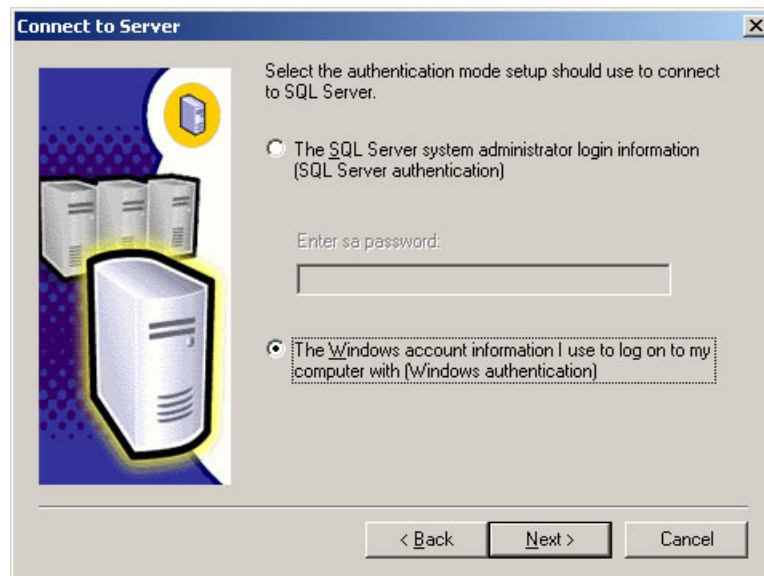 Connect to Server
Select the authentication mode setup should use to connect
to SQL Server.
The SQL Server system administrator login information
(SQL Server authentication)
Enter sa password:
The Windows account information I use to log on to my
computer with (Windows authentication)
< Back
Next >
Cancel